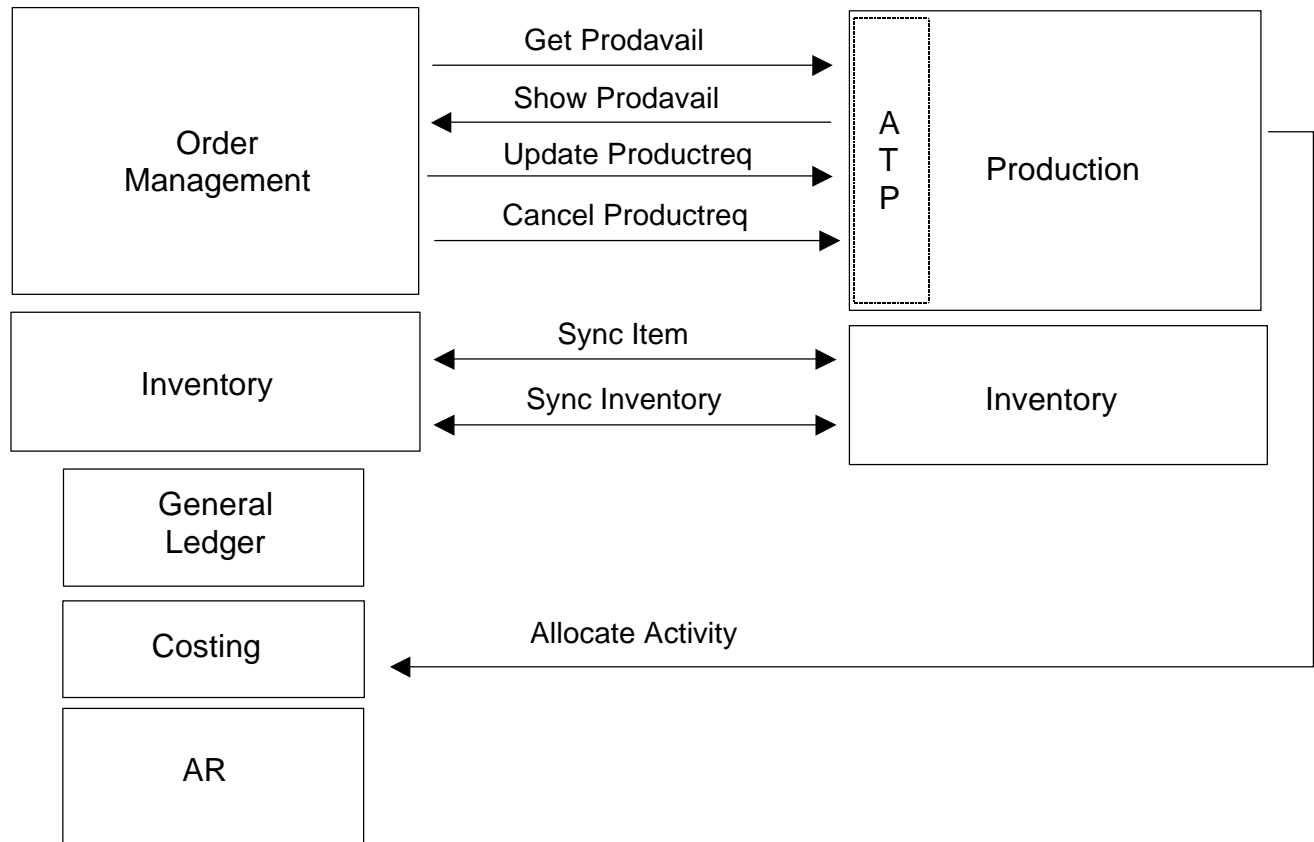 Get Prodavail
Show Prodavail
Order
Management
Update Productreq
Cancel Productreq
A
T
P
Production
Inventory
Sync Item
Sync Inventory
Inventory
General
Ledger
Costing
Allocate Activity
AR